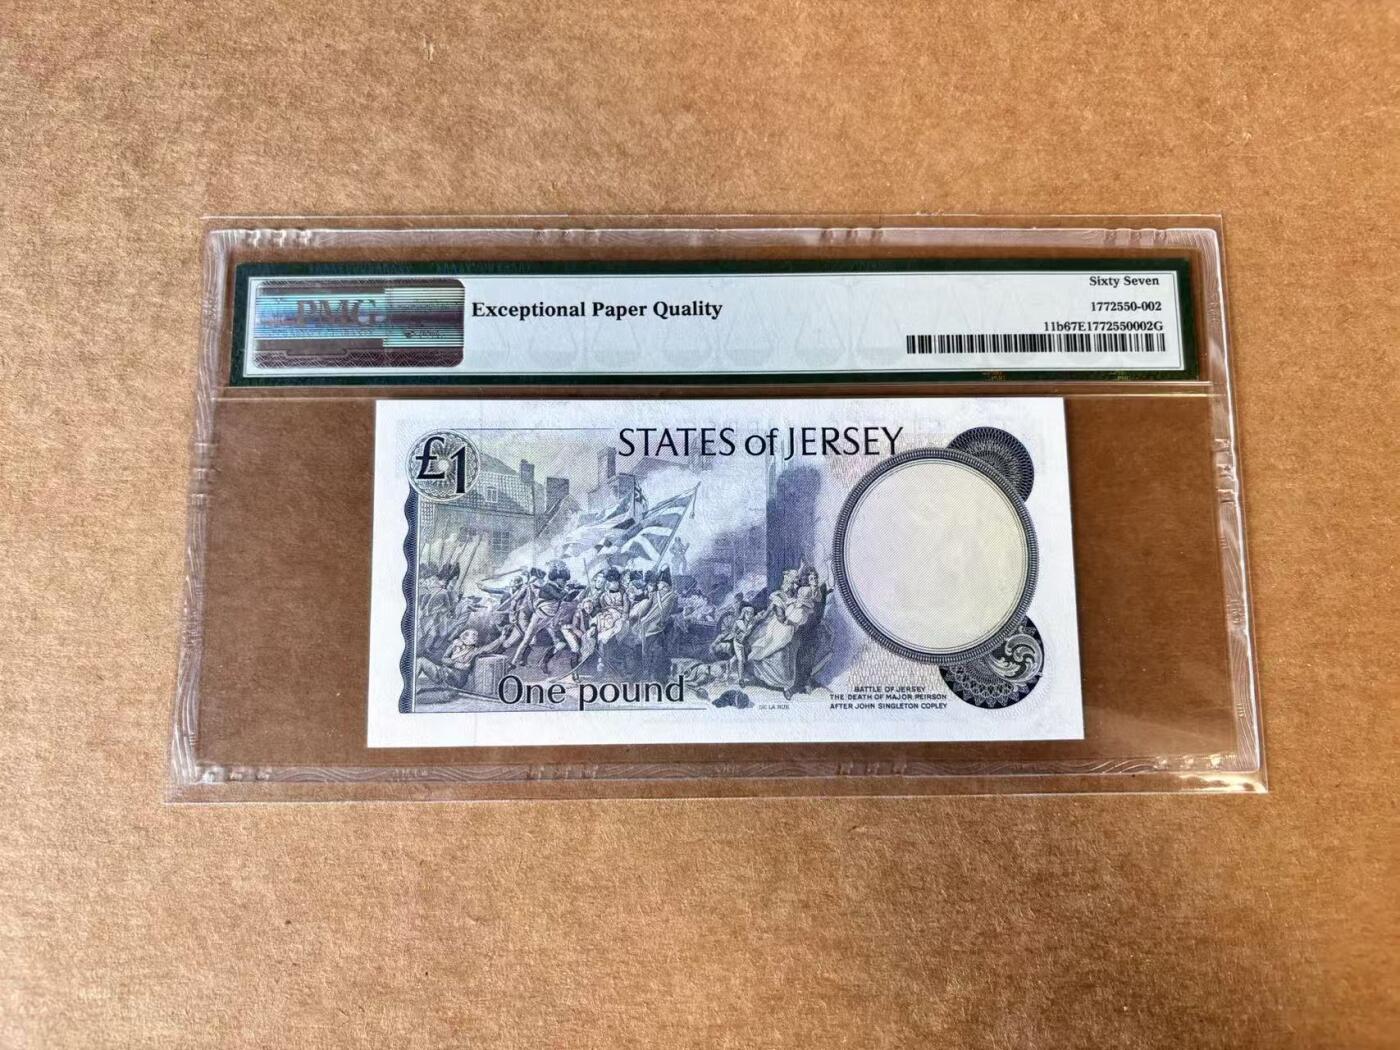 Sixty Seven
PMG
Exceptional Paper Quality
1772550-002
11b67E1772550002G
£1
STATES of JERSEY
One pound
DE LA RUE
BATTLE OF JERSEY
THE DEATH OF MAJOR PEIRSON
AFTER JOHN SINGLETON COPLEY